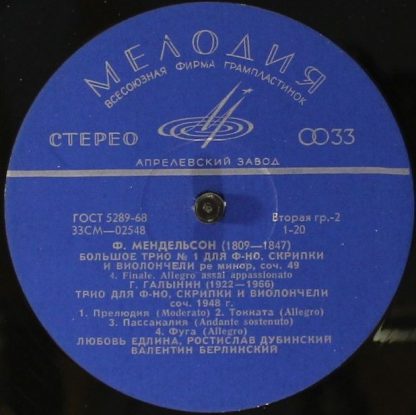 МЕЛОДИЯ
ВСЕСОЮЗНАЯ ФИРМА ГРАМПЛАСТИНОК
СТЕРЕО
33
АПРЕЛЕВСКИЙ ЗАВОД
ГОСТ 5289-68
33СМ—02548
Вторая гр.-2
1-20
Ф. МЕНДЕЛЬСОН (1809—1847)
БОЛЬШОЕ ТРИО № 1 ДЛЯ Ф-НО, СКРИПКИ
И ВИОЛОНЧЕЛИ ре минор, соч. 49
4. Finale. Allegro assai appassionato
Г. ГАЛЫНИН (1922—1966)
ТРИО ДЛЯ Ф-НО, СКРИПКИ И ВИОЛОНЧЕЛИ
соч. 1948 г.
1. Прелюдия (Moderato) 2. Токката (Allegro)
3. Пассакалия (Andante sostenuto)
4. Фуга (Allegro)
ЛЮБОВЬ ЕДЛИНА, РОСТИСЛАВ ДУБИНСКИЙ
ВАЛЕНТИН БЕРЛИНСКИЙ